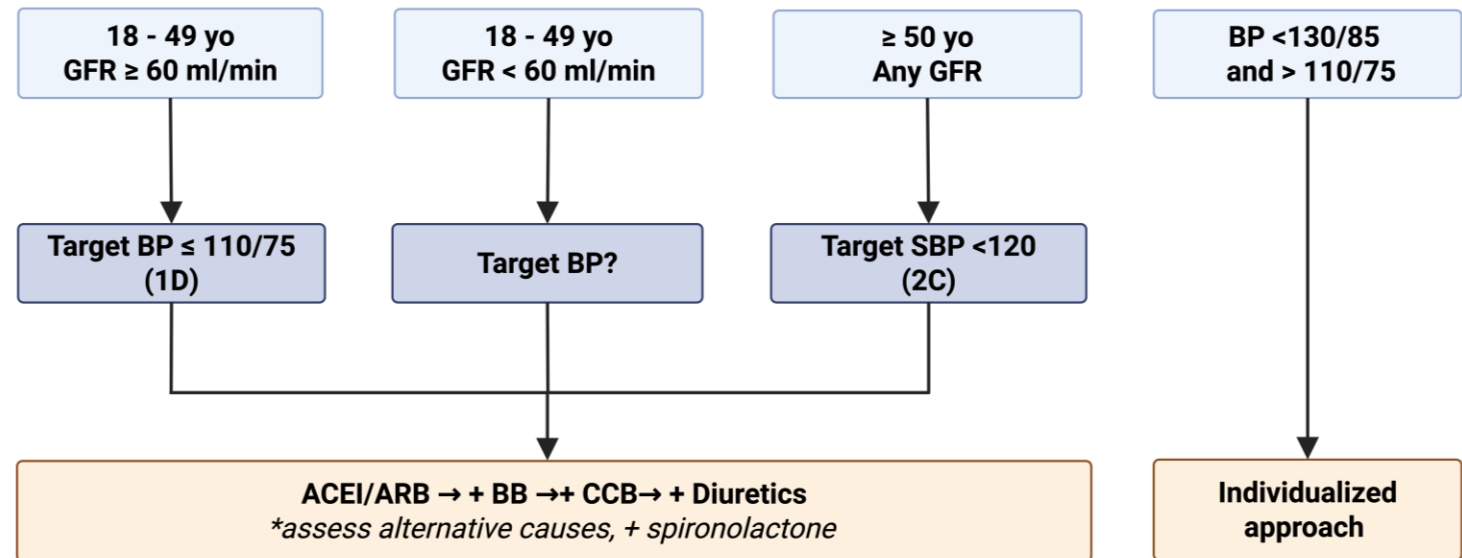 18 - 49 yo
GFR ≥ 60 ml/min
18 - 49 yo
GFR < 60 ml/min
≥ 50 yo
Any GFR
BP <130/85
and > 110/75
Target BP ≤ 110/75
(1D)
Target BP?
Target SBP <120
(2C)
ACEI/ARB → + BB →+ CCB→ + Diuretics
*assess alternative causes, + spironolactone
Individualized
approach